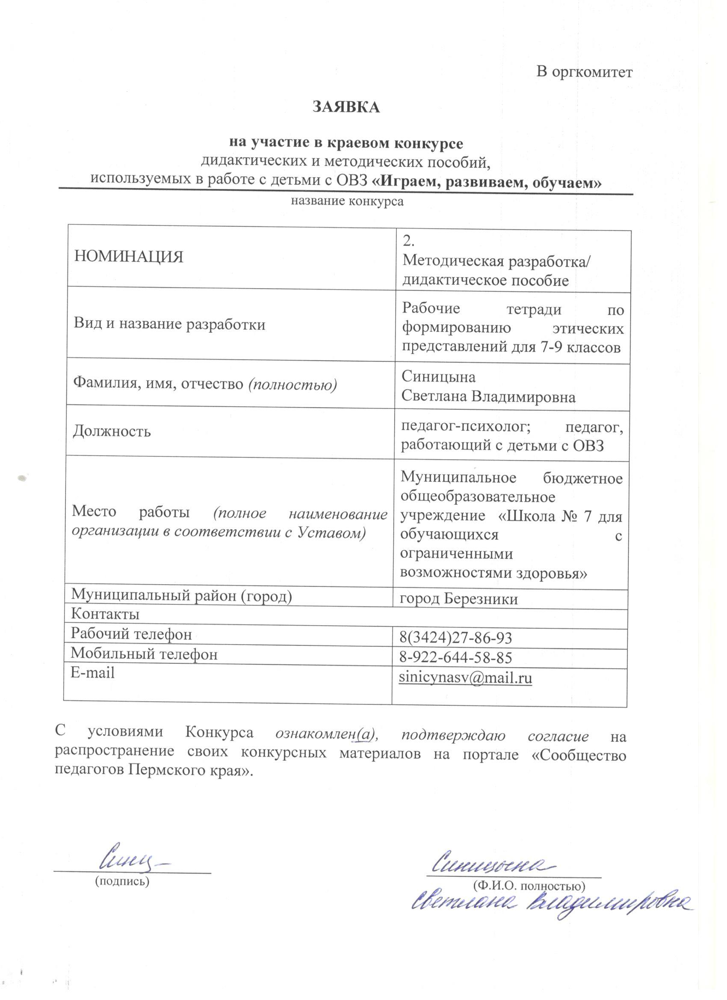 В оргкомитет
ЗАЯВКА
на участие в краевом конкурсе
дидактических и методических пособий,
используемых в работе с детьми с ОВЗ «Играем, развиваем, обучаем»
название конкурса
НОМИНАЦИЯ
2.
Методическая разработка/
дидактическое пособие
Вид и название разработки
Рабочие тетради по
формированию этических
представлений для 7-9 классов
Фамилия, имя, отчество (полностью)
Синицына
Светлана Владимировна
Должность
педагог-психолог; педагог,
работающий с детьми с ОВЗ
Место работы (полное наименование
организации в соответствии с Уставом)
Муниципальное бюджетное
общеобразовательное
учреждение «Школа № 7 для
обучающихся с
ограниченными
возможностями здоровья»
Муниципальный район (город)
город Березники
Контакты
Рабочий телефон
8(3424)27-86-93
Мобильный телефон
8-922-644-58-85
E-mail
sinicynasv@mail.ru
С условиями Конкурса ознакомлен(а), подтверждаю согласие на
распространение своих конкурсных материалов на портале «Сообщество
педагогов Пермского края».
Синиц
Синицына
(подпись)
(Ф.И.О. полностью)
Светлана Владимировна